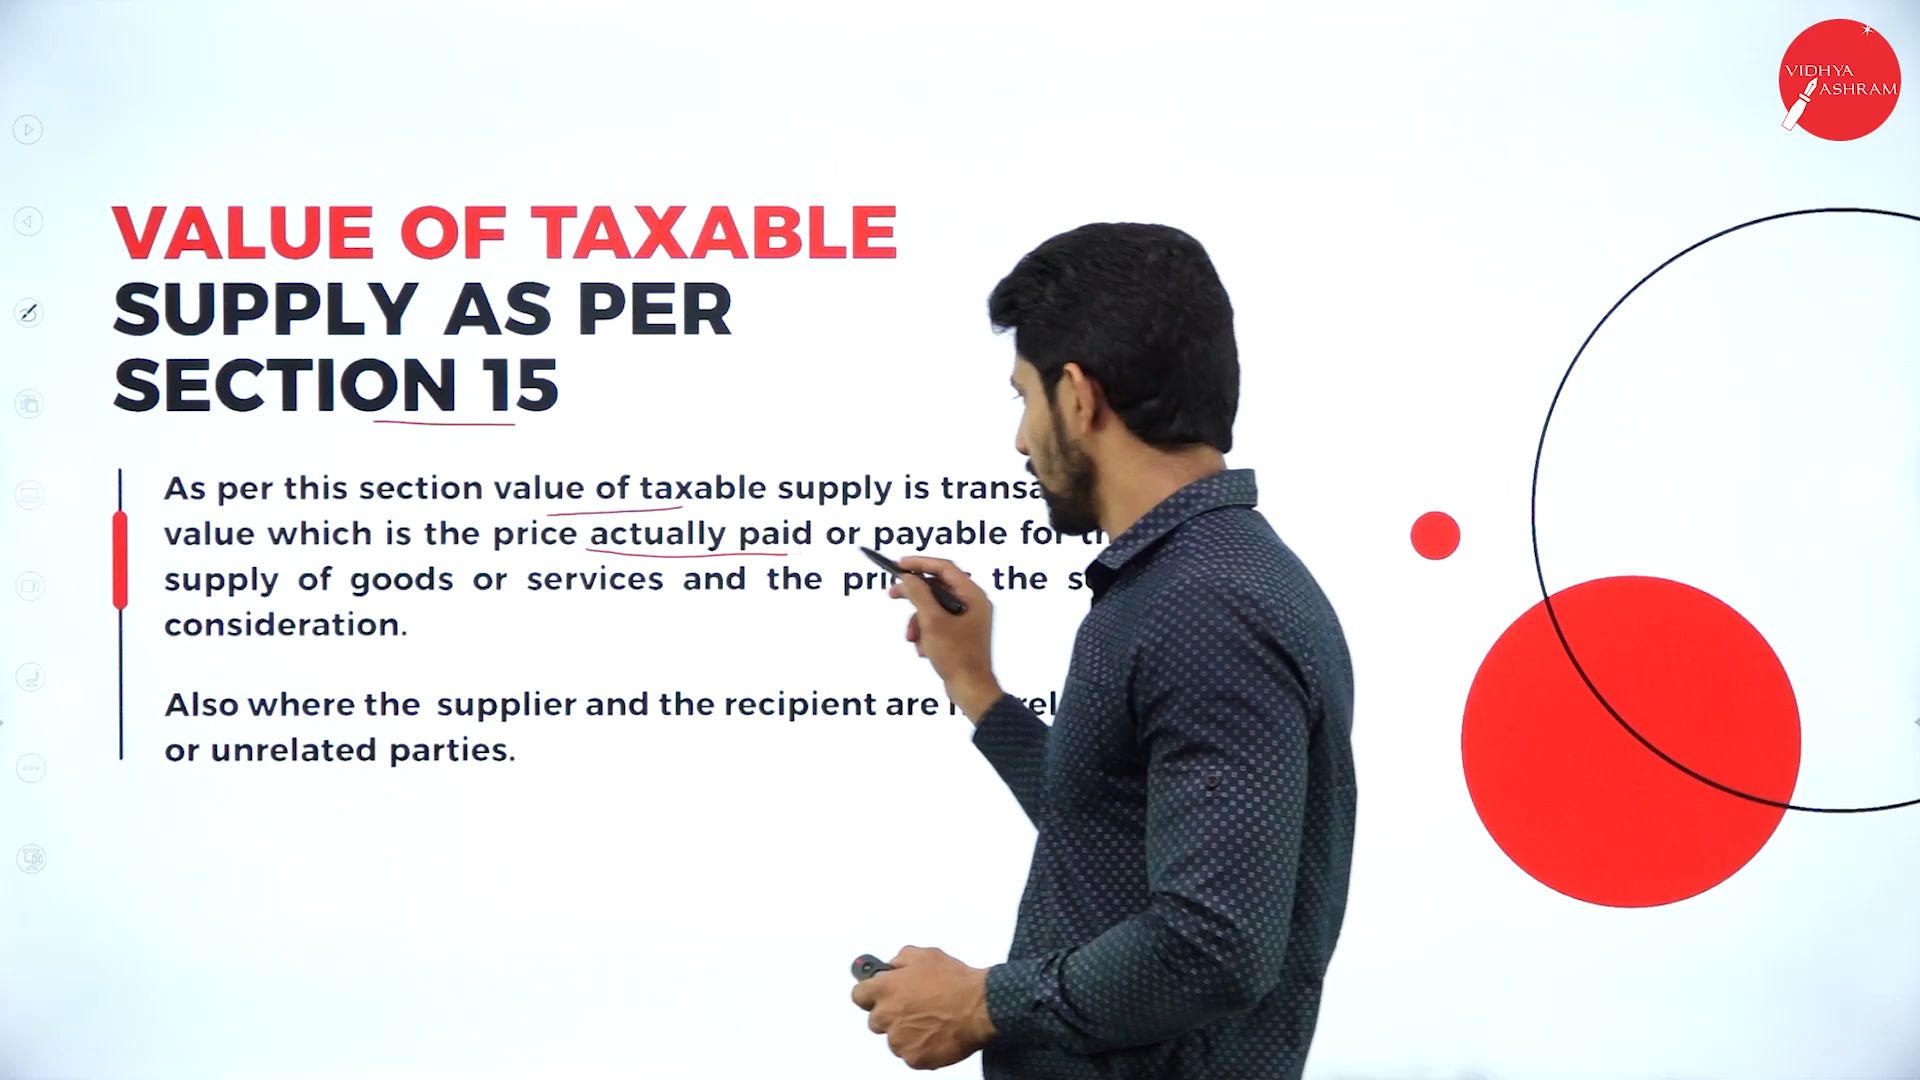 VIDHYA
ASHRAM
VALUE OF TAXABLE
SUPPLY AS PER
SECTION 15
As per this section value of taxable supply is
value which is the price actually paid or payable for
supply of goods or services and the the
consideration.
Also where the supplier and the recipient are
or unrelated parties.